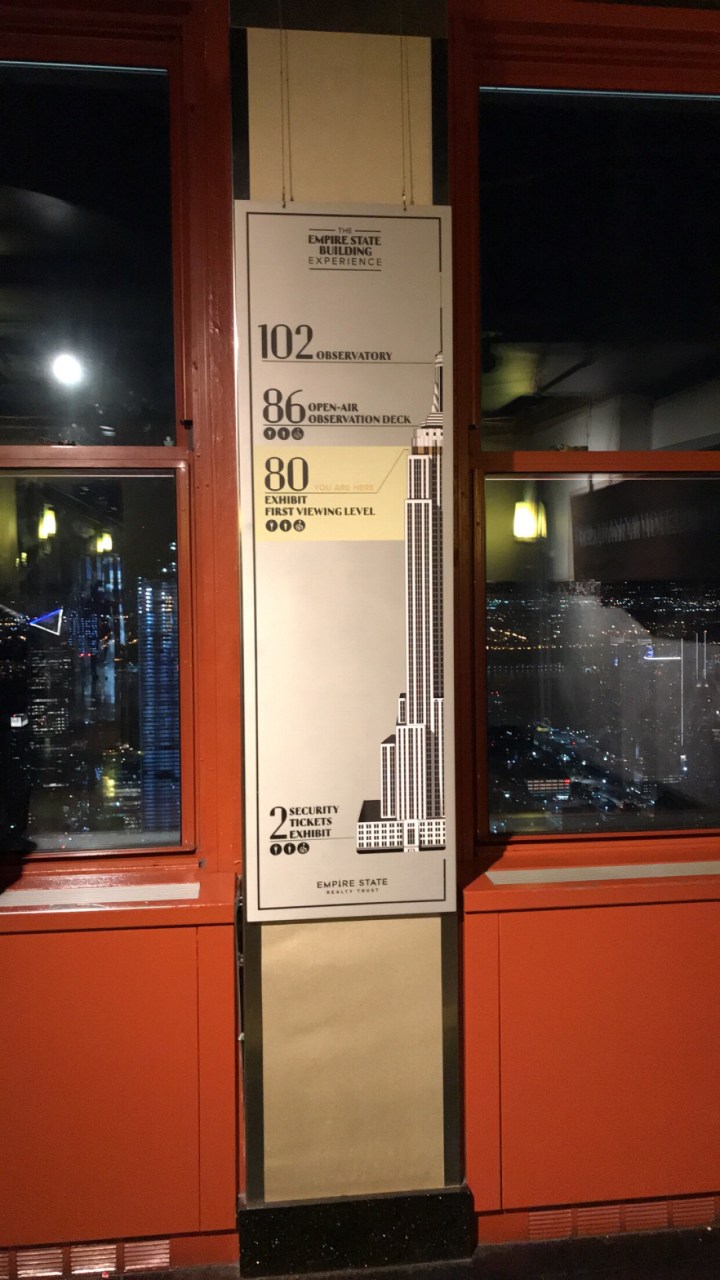 THE
EMPIRE STATE
BUILDING
EXPERIENCE
102 OBSERVATORY
86 OPEN-AIR
OBSERVATION DECK
80 YOU ARE HERE
EXHIBIT
FIRST VIEWING LEVEL
2 SECURITY
TICKETS
EXHIBIT
EMPIRE STATE
REALTY TRUST